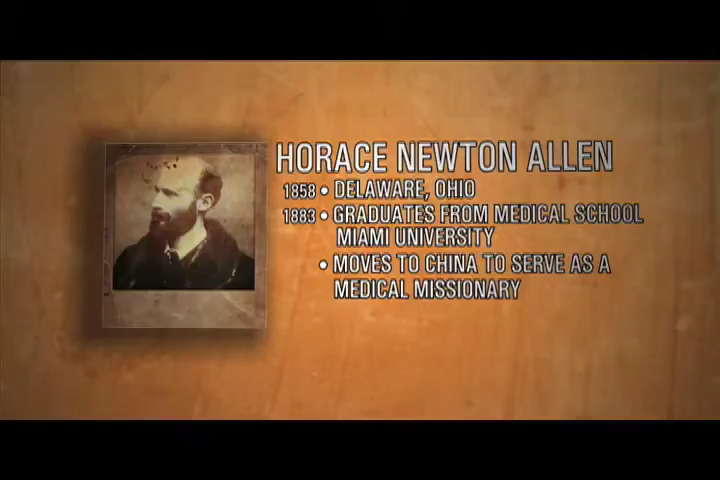 HORACE NEWTON ALLEN
1858 • DELAWARE, OHIO
1883 • GRADUATES FROM MEDICAL SCHOOL
MIAMI UNIVERSITY
• MOVES TO CHINA TO SERVE AS A
MEDICAL MISSIONARY